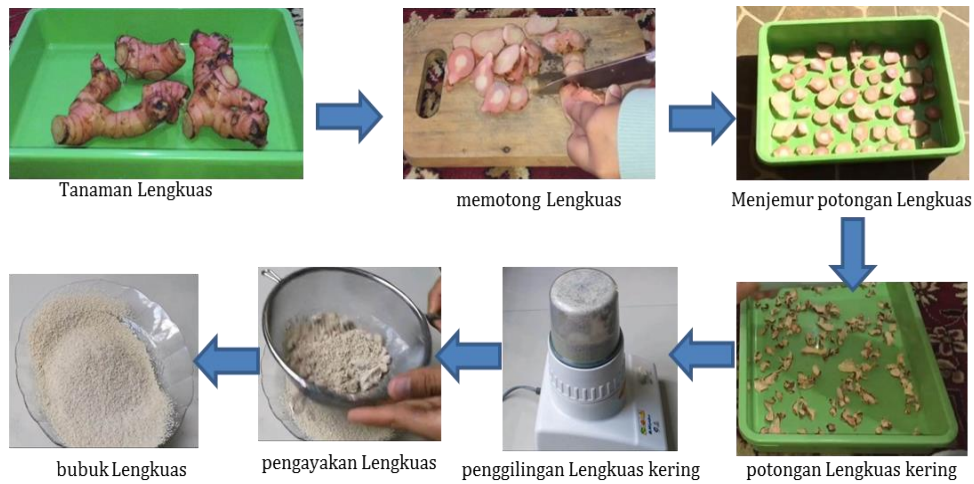 Tanaman Lengkuas
memotong Lengkuas
Menjemur potongan Lengkuas
potongan Lengkuas kering
penggilingan Lengkuas kering
pengayakan Lengkuas
bubuk Lengkuas